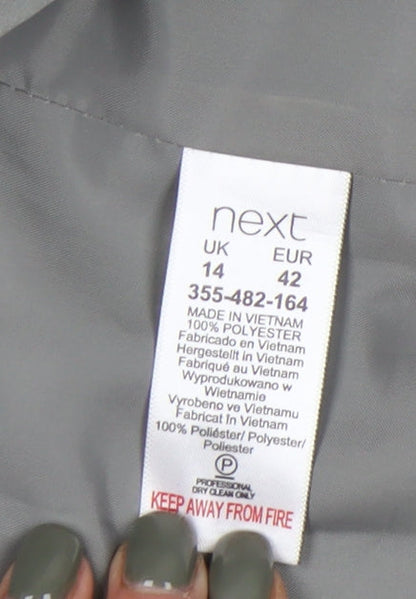 next
UK EUR
14 42
355-482-164
MADE IN VIETNAM
100% POLYESTER
Fabricado en Vietnam
Hergestellt in Vietnam
Fabriqué au Vietnam
Wyprodukowano w
Wietnamie
Vyrobeno ve Vietnamu
Fabricat în Vietnam
100% Poliéster/ Polyester/
Poliester
P
PROFESSIONAL
DRY CLEAN ONLY
KEEP AWAY FROM FIRE